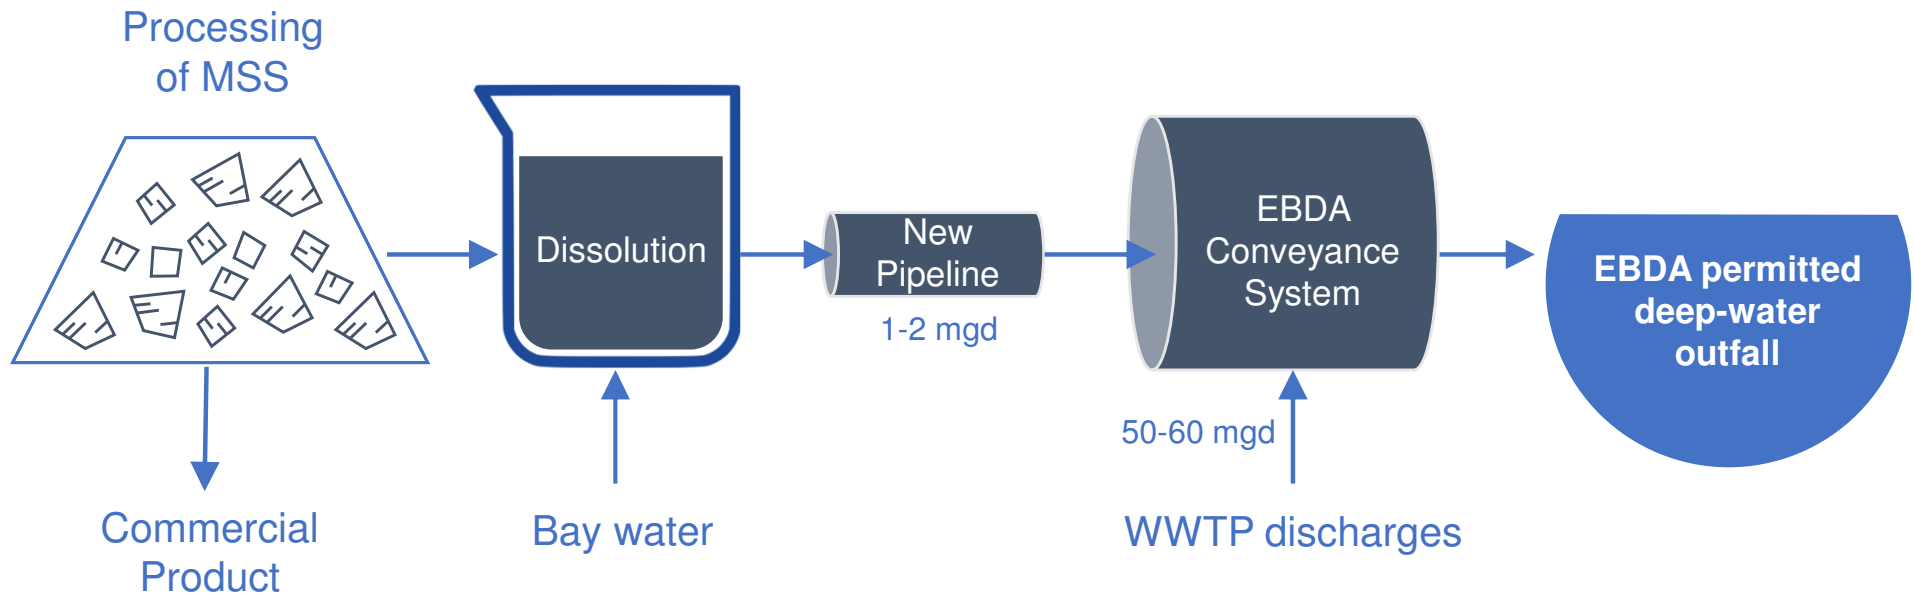 Processing
of MSS
Dissolution
New
Pipeline
1-2 mgd
EBDA
Conveyance
System
EBDA permitted
deep-water
outfall
50-60 mgd
Commercial
Product
Bay water
WWTP discharges